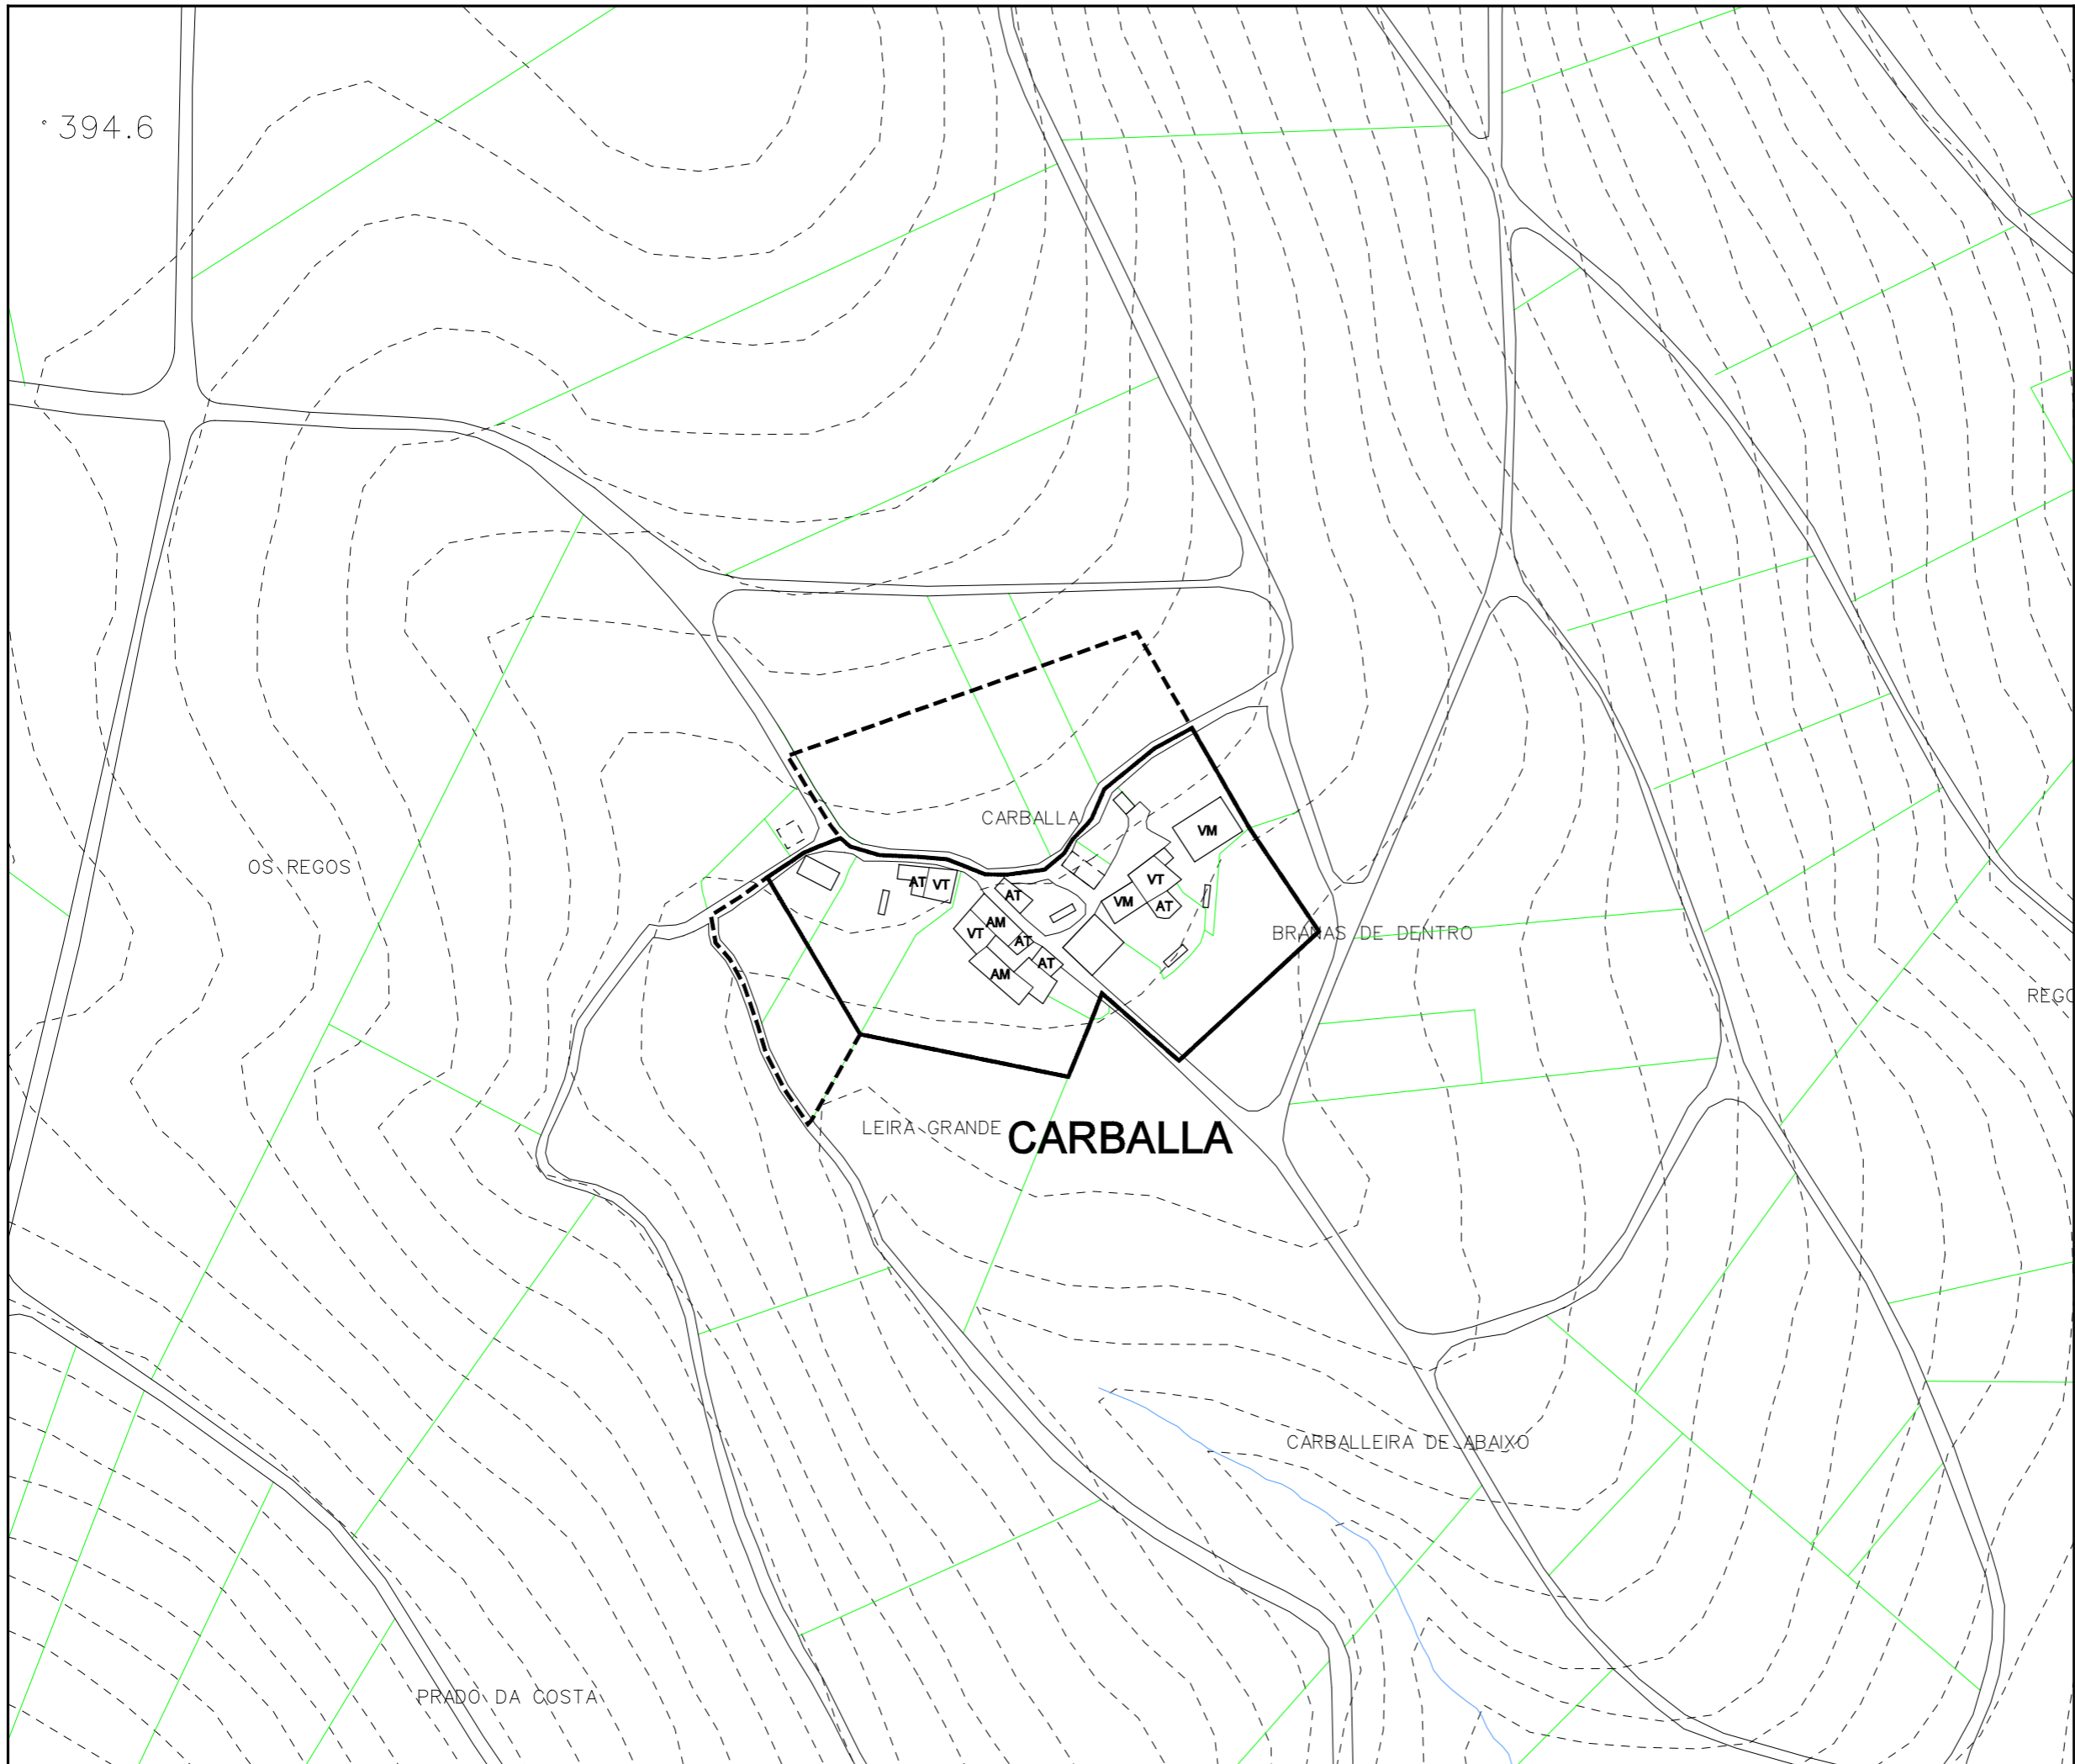 394.6
CARBALLA
VM
OS REGOS
AT
VT
VT
AT
VM
AT
AM
VT
AT
BRAÑAS DE DENTRO
AT
AM
REGO
LEIRA GRANDE
CARBALLA
CARBALLEIRA DE ABAIXO
PRADO DA COSTA